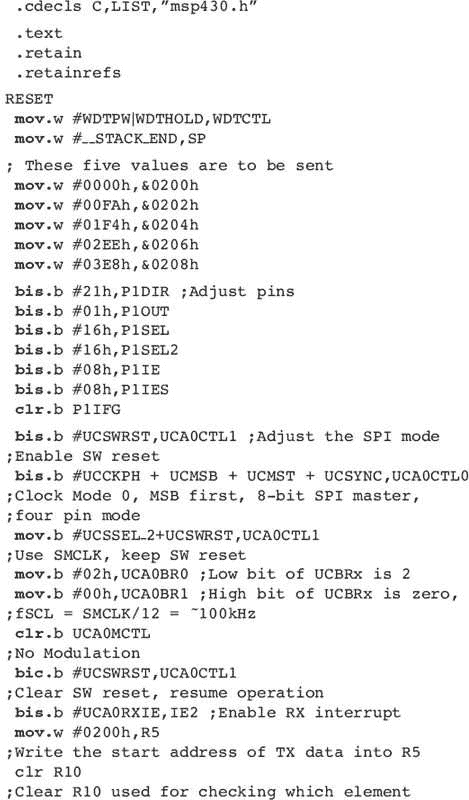 .cdecls C,LIST,”msp430.h”
.text
.retain
.retainrefs
RESET
mov.w #WDTPW|WDTHOLD,WDTCTL
mov.w #__STACK_END,SP
; These five values are to be sent
mov.w #0000h,&0200h
mov.w #00FAh,&0202h
mov.w #01F4h,&0204h
mov.w #02EEh,&0206h
mov.w #03E8h,&0208h
bis.b #21h,P1DIR ;Adjust pins
bis.b #01h,P1OUT
bis.b #16h,P1SEL
bis.b #16h,P1SEL2
bis.b #08h,P1IE
bis.b #08h,P1IES
clr.b P1IFG
bis.b #UCSWRST,UCA0CTL1 ;Adjust the SPI mode
;Enable SW reset
bis.b #UCCKPH + UCMSB + UCMST + UCSYNC,UCA0CTL0
;Clock Mode 0, MSB first, 8-bit SPI master,
;four pin mode
mov.b #UCSSEL_2+UCSWRST,UCA0CTL1
;Use SMCLK, keep SW reset
mov.b #02h,UCA0BR0 ;Low bit of UCBRx is 2
mov.b #00h,UCA0BR1 ;High bit of UCBRx is zero,
;fSCL = SMCLK/12 = ~100kHz
clr.b UCA0MCTL
;No Modulation
bic.b #UCSWRST,UCA0CTL1
;Clear SW reset, resume operation
bis.b #UCA0RXIE,IE2 ;Enable RX interrupt
mov.w #0200h,R5
;Write the start address of TX data into R5
clr R10
;Clear R10 used for checking which element